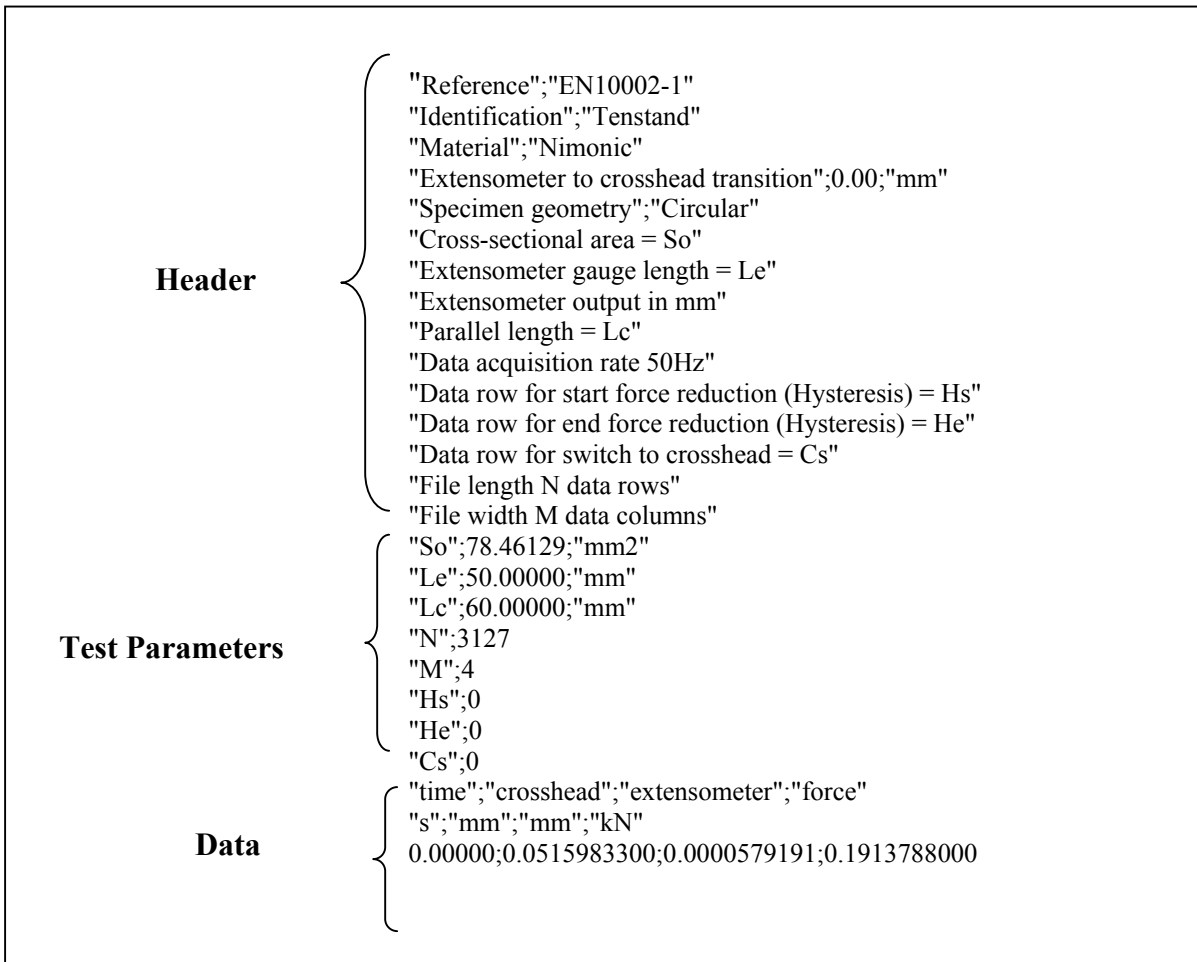 Header
"Reference";"EN10002-1"
"Identification";"Tenstand"
"Material";"Nimonic"
"Extensometer to crosshead transition";0.00;"mm"
"Specimen geometry";"Circular"
"Cross-sectional area = So"
"Extensometer gauge length = Le"
"Extensometer output in mm"
"Parallel length = Lc"
"Data acquisition rate 50Hz"
"Data row for start force reduction (Hysteresis) = Hs"
"Data row for end force reduction (Hysteresis) = He"
"Data row for switch to crosshead = Cs"
"File length N data rows"
"File width M data columns"
Test Parameters
"So";78.46129;"mm2"
"Le";50.00000;"mm"
"Lc";60.00000;"mm"
"N";3127
"M";4
"Hs";0
"He";0
"Cs";0
Data
"time";"crosshead";"extensometer";"force"
"s";"mm";"mm";"kN"
0.00000;0.0515983300;0.0000579191;0.1913788000